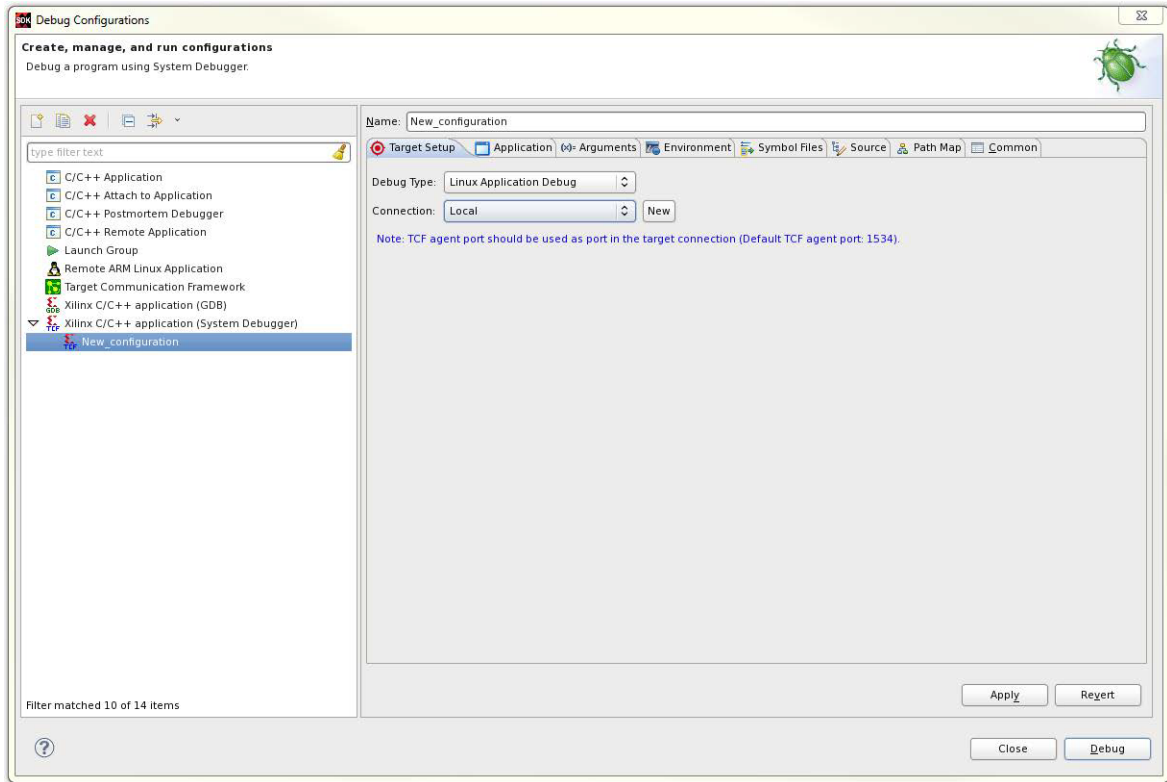 SDK Debug Configurations
Create, manage, and run configurations
Debug a program using System Debugger.
type filter text
C/C++ Application
C/C++ Attach to Application
C/C++ Postmortem Debugger
C/C++ Remote Application
Launch Group
Remote ARM Linux Application
Target Communication Framework
GDB Xilinx C/C++ application (GDB)
TCF Xilinx C/C++ application (System Debugger)
TCF New_configuration
Filter matched 10 of 14 items
Name: New_configuration
Target Setup Application (x)= Arguments Environment Symbol Files Source Path Map Common
Debug Type: Linux Application Debug
Connection: Local New
Note: TCF agent port should be used as port in the target connection (Default TCF agent port: 1534).
Apply Revert
? Close Debug